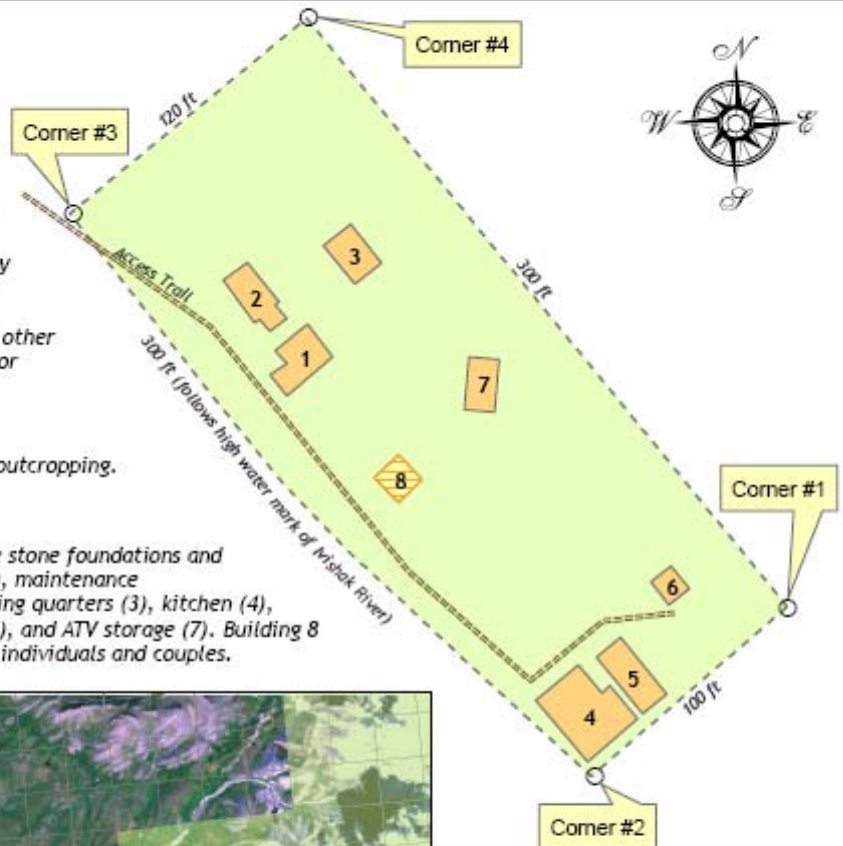 Corner #4
N
W
E
S
120 ft
Corner #3
Access Trail
300 ft
3
2
1
7
300 ft (follows high water mark of Ivishak River)
8
Corner #1
6
5
4
100 ft
Corner #2
other
or
outcropping.
stone foundations and
, maintenance
ing quarters (3), kitchen (4),
), and ATV storage (7). Building 8
individuals and couples.